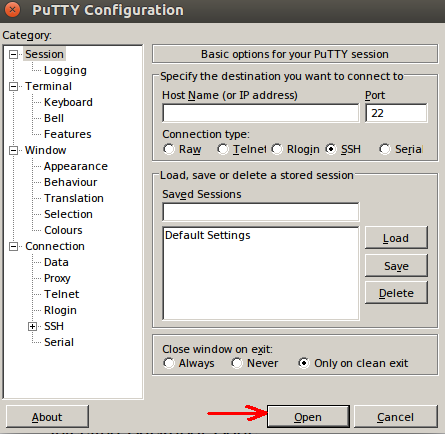 PuTTY Configuration
Category:
Session
Logging
Terminal
Keyboard
Bell
Features
Window
Appearance
Behaviour
Translation
Selection
Colours
Connection
Data
Proxy
Telnet
Rlogin
SSH
Serial
Basic options for your PuTTY session
Specify the destination you want to connect to
Host Name (or IP address) Port
22
Connection type:
Raw Telnet Rlogin SSH Serial
Load, save or delete a stored session
Saved Sessions
Default Settings
Load
Save
Delete
Close window on exit:
Always Never Only on clean exit
About Open Cancel